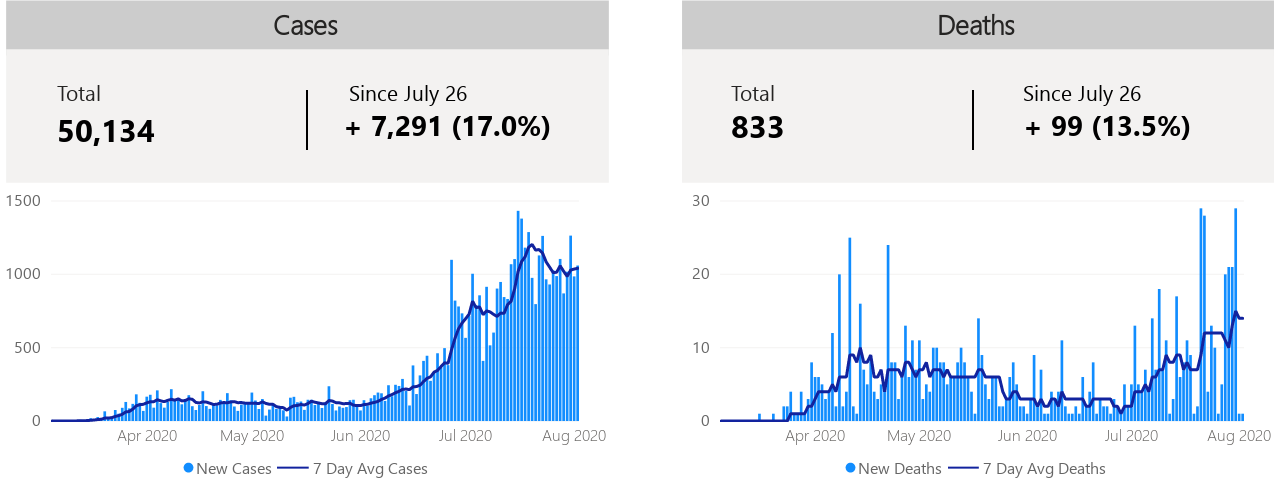 Cases
Total
50,134
Since July 26
+ 7,291 (17.0%)
1500
1000
500
0
Apr 2020 May 2020 Jun 2020 Jul 2020 Aug 2020
New Cases 7 Day Avg Cases
Deaths
Total
833
Since July 26
+ 99 (13.5%)
30
20
10
0
Apr 2020 May 2020 Jun 2020 Jul 2020 Aug 2020
New Deaths 7 Day Avg Deaths